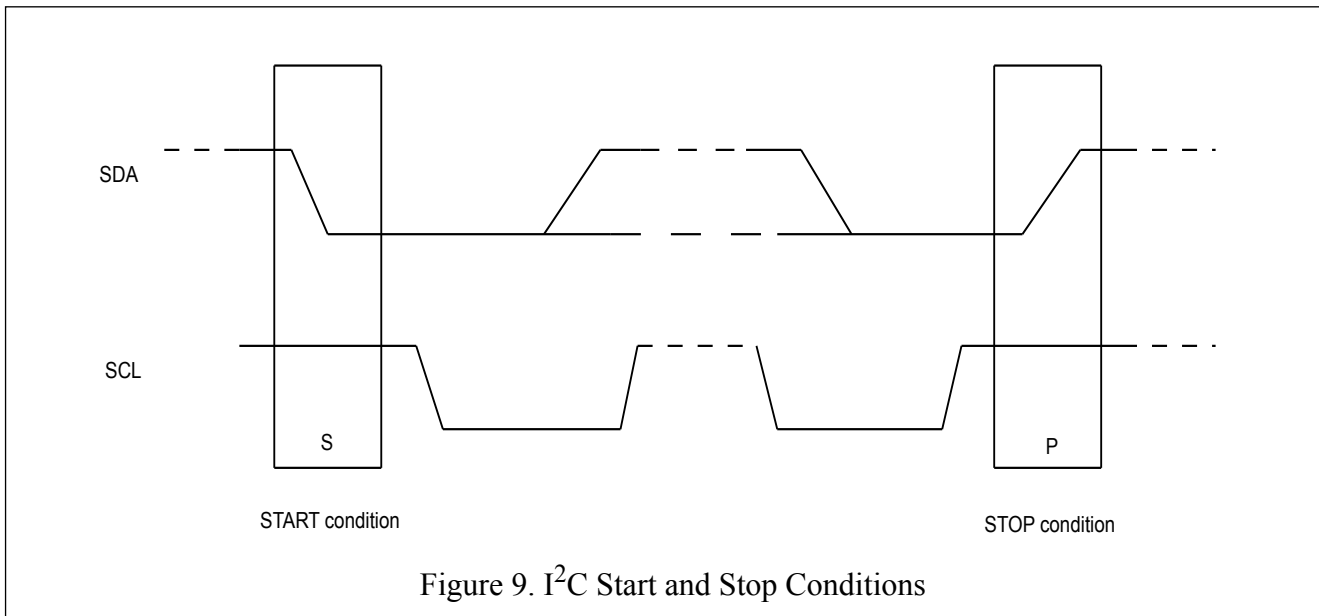 SDA
SCL
S
P
START condition
STOP condition
Figure 9. I²C Start and Stop Conditions